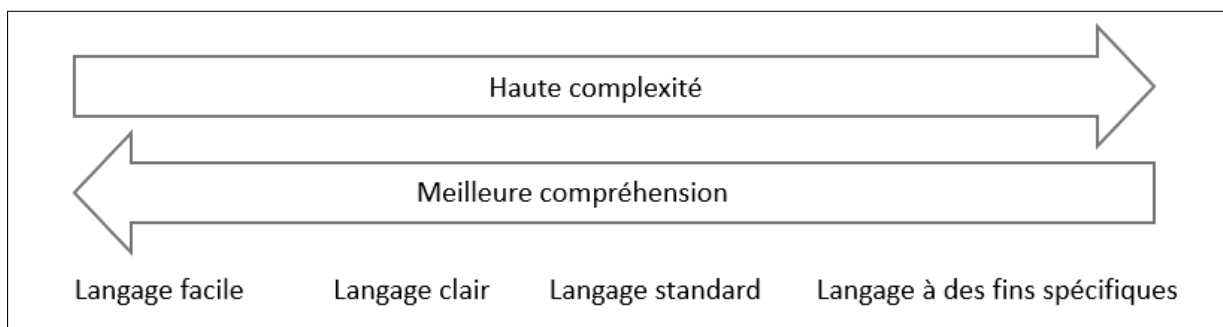 Haute complexité
Meilleure compréhension
Langage facile Langage clair Langage standard Langage à des fins spécifiques